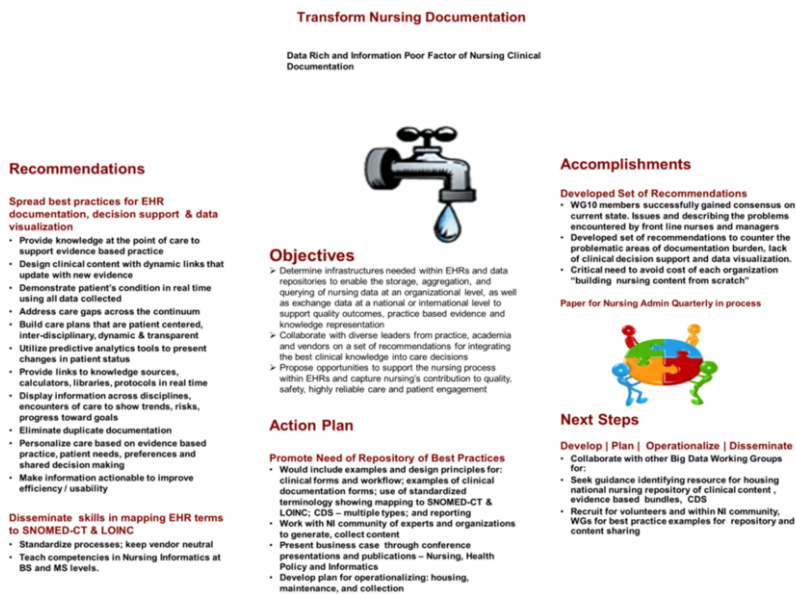 Transform Nursing Documentation
Data Rich and Information Poor Factor of Nursing Clinical
Documentation
Recommendations
Spread best practices for EHR
documentation, decision support & data
visualization
• Provide knowledge at the point of care to
support evidence based practice
• Design clinical content with dynamic links that
update with new evidence
• Demonstrate patient's condition in real time
using all data collected
• Address care gaps across the continuum
• Build care plans that are patient centered,
inter-disciplinary, dynamic & transparent
• Utilize predictive analytics tools to present
changes in patient status
• Provide links to knowledge sources,
calculators, libraries, protocols in real time
• Display information across disciplines,
encounters of care to show trends, risks,
progress toward goals
• Eliminate duplicate documentation
• Personalize care based on evidence based
practice, patient needs, preferences and
shared decision making
• Make information actionable to improve
efficiency / usability
Disseminate skills in mapping EHR terms
to SNOMED-CT & LOINC
• Standardize processes; keep vendor neutral
• Teach competencies in Nursing Informatics at
BS and MS levels.
Objectives
➢ Determine infrastructures needed within EHRs and data
repositories to enable the storage, aggregation, and
querying of nursing data at an organizational level, as well
as exchange data at a national or international level to
support quality outcomes, practice based evidence and
knowledge representation
➢ Collaborate with diverse leaders from practice, academia
and vendors on a set of recommendations for integrating
the best clinical knowledge into care decisions
➢ Propose opportunities to support the nursing process
within EHRs and capture nursing's contribution to quality,
safety, highly reliable care and patient engagement
Action Plan
Promote Need of Repository of Best Practices
• Would include examples and design principles for:
clinical forms and workflow; examples of clinical
documentation forms; use of standardized
terminology showing mapping to SNOMED-CT &
LOINC; CDS – multiple types; and reporting
• Work with NI community of experts and organizations
to generate, collect content
• Present business case through conference
presentations and publications – Nursing, Health
Policy and Informatics
• Develop plan for operationalizing: housing,
maintenance, and collection
Accomplishments
Developed Set of Recommendations
• WG10 members successfully gained consensus on
current state. Issues and describing the problems
encountered by front line nurses and managers
• Developed set of recommendations to counter the
problematic areas of documentation burden, lack
of clinical decision support and data visualization.
• Critical need to avoid cost of each organization
"building nursing content from scratch"
Paper for Nursing Admin Quarterly in process
Next Steps
Develop | Plan | Operationalize | Disseminate
• Collaborate with other Big Data Working Groups
for:
• Seek guidance identifying resource for housing
national nursing repository of clinical content ,
evidence based bundles, CDS
• Recruit for volunteers and within NI community,
WGs for best practice examples for repository and
content sharing